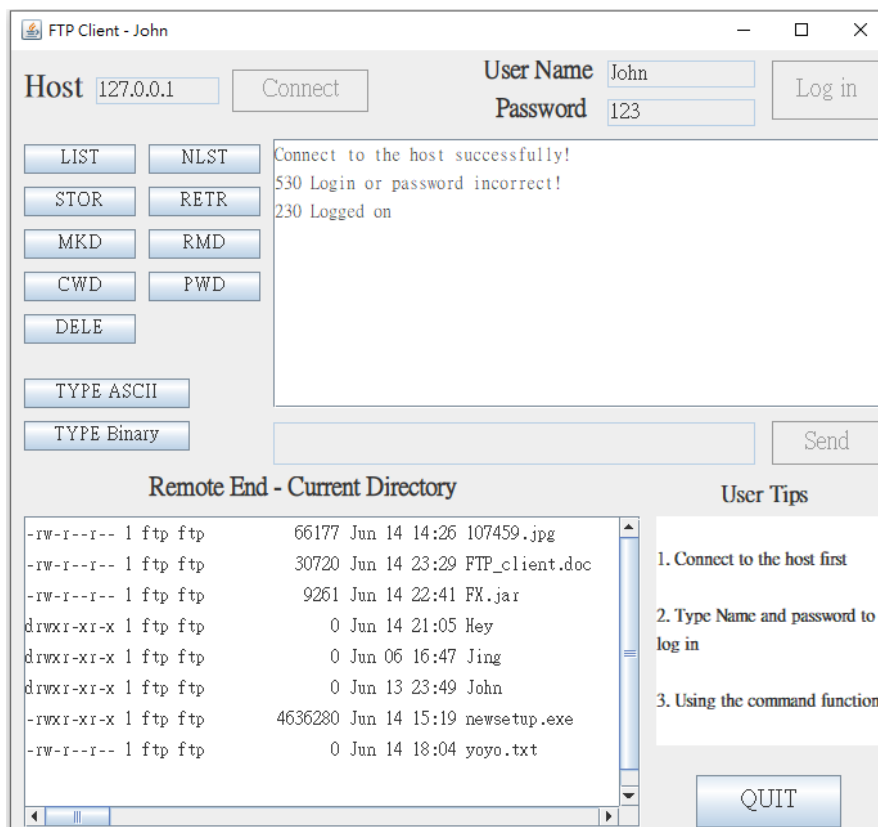 FTP Client - John
Host 127.0.0.1 Connect
User Name John
Password 123
Log in
LIST NLST
STOR RETR
MKD RMD
CWD PWD
DELE
TYPE ASCII
TYPE Binary
Connect to the host successfully!
530 Login or password incorrect!
230 Logged on
Send
Remote End - Current Directory
-rw-r--r-- 1 ftp ftp 66177 Jun 14 14:26 107459.jpg
-rw-r--r-- 1 ftp ftp 30720 Jun 14 23:29 FTP_client.doc
-rw-r--r-- 1 ftp ftp 9261 Jun 14 22:41 FX.jar
drwxr-xr-x 1 ftp ftp 0 Jun 14 21:05 Hey
drwxr-xr-x 1 ftp ftp 0 Jun 06 16:47 Jing
drwxr-xr-x 1 ftp ftp 0 Jun 13 23:49 John
-rwxr-xr-x 1 ftp ftp 4636280 Jun 14 15:19 newsetup.exe
-rw-r--r-- 1 ftp ftp 0 Jun 14 18:04 yoyo.txt
User Tips
1. Connect to the host first
2. Type Name and password to
log in
3. Using the command function
QUIT